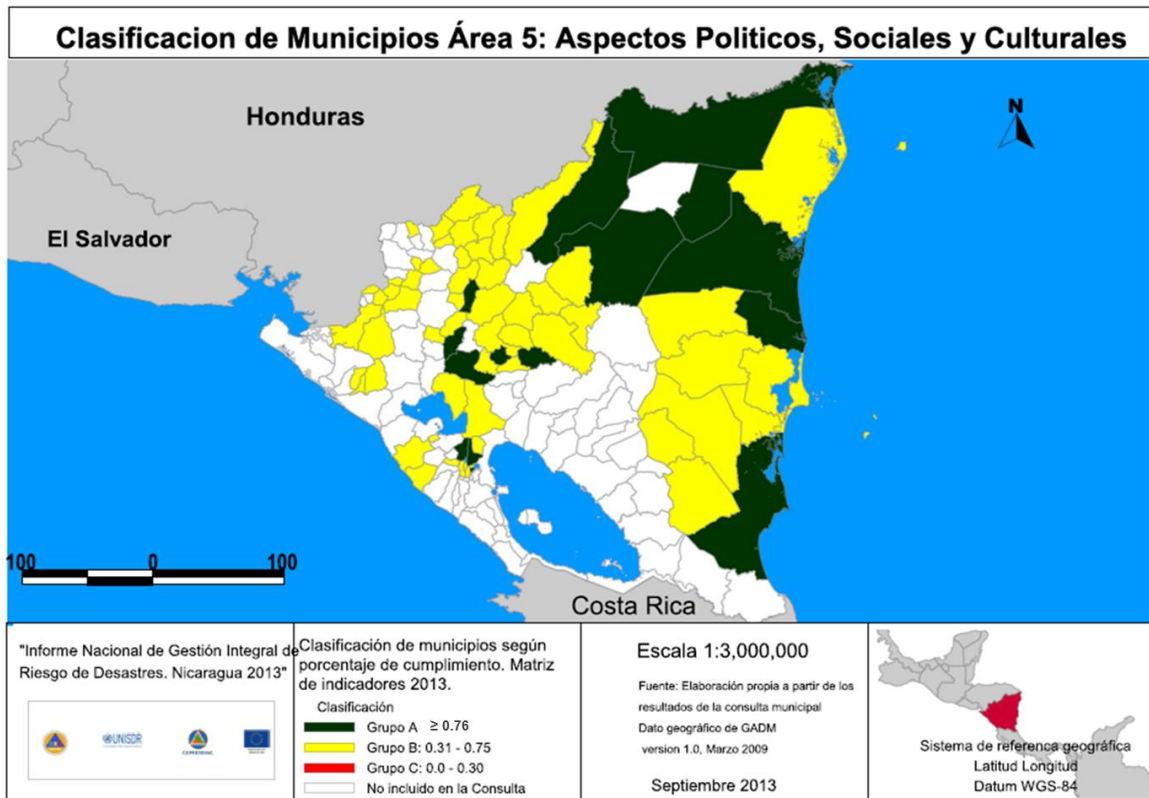 Clasificacion de Municipios Área 5: Aspectos Politicos, Sociales y Culturales
Honduras
El Salvador
N
100 0 100
Costa Rica
"Informe Nacional de Gestión Integral de
Riesgo de Desastres. Nicaragua 2013"
UNISDR
Clasificación de municipios según
porcentaje de cumplimiento. Matriz
de indicadores 2013.
Clasificación
Grupo A ≥ 0.76
Grupo B: 0.31 - 0.75
Grupo C: 0.0 - 0.30
No incluido en la Consulta
Escala 1:3,000,000
Fuente: Elaboración propia a partir de los
resultados de la consulta municipal
Dato geográfico de GADM
version 1.0, Marzo 2009
Septiembre 2013
Sistema de referenca geográfica
Latitud Longitud
Datum WGS-84